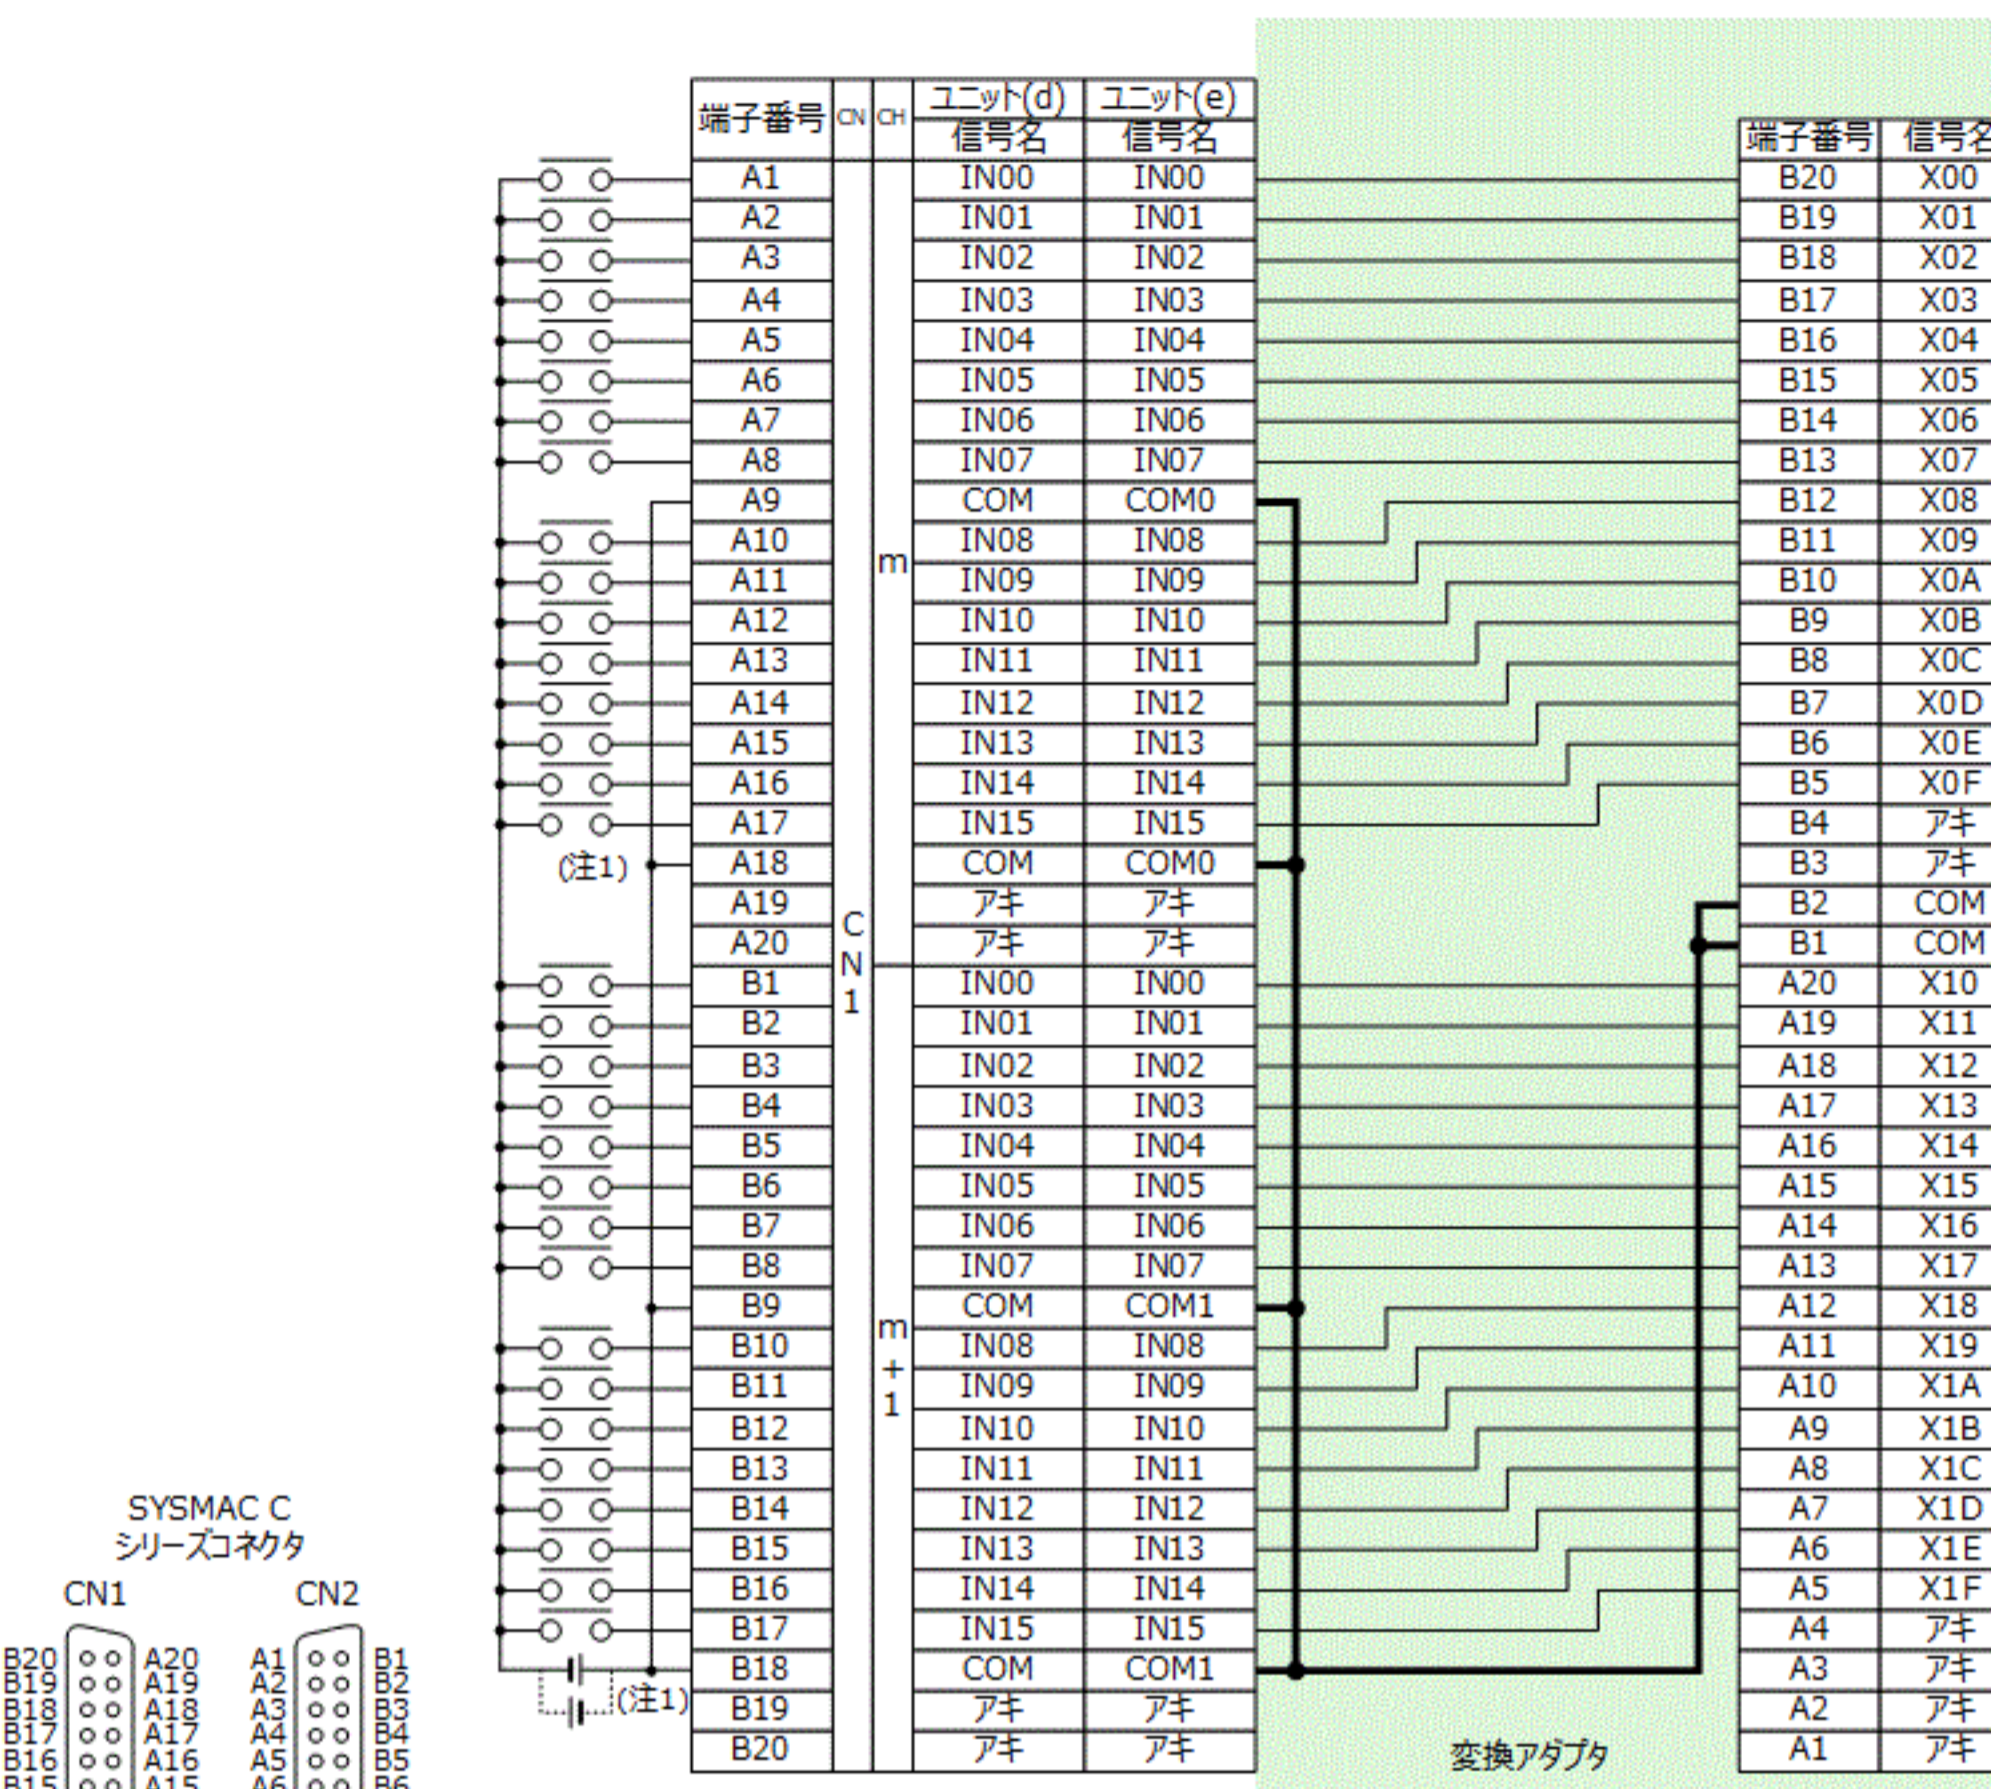 端子番号 CN CH ユニット(d) ユニット(e)
信号名 信号名 端子番号 信号名
A1 IN00 IN00 B20 X00
A2 IN01 IN01 B19 X01
A3 IN02 IN02 B18 X02
A4 IN03 IN03 B17 X03
A5 IN04 IN04 B16 X04
A6 IN05 IN05 B15 X05
A7 IN06 IN06 B14 X06
A8 IN07 IN07 B13 X07
A9 COM COM0 B12 X08
A10 m IN08 IN08 B11 X09
A11 IN09 IN09 B10 X0A
A12 IN10 IN10 B9 X0B
A13 IN11 IN11 B8 X0C
A14 IN12 IN12 B7 X0D
A15 IN13 IN13 B6 X0E
A16 IN14 IN14 B5 X0F
A17 IN15 IN15 B4 アキ
(注1) A18 COM COM0 B3 アキ
A19 アキ アキ B2 COM
A20 CN1 アキ アキ B1 COM
B1 IN00 IN00 A20 X10
B2 IN01 IN01 A19 X11
B3 IN02 IN02 A18 X12
B4 IN03 IN03 A17 X13
B5 IN04 IN04 A16 X14
B6 IN05 IN05 A15 X15
B7 IN06 IN06 A14 X16
B8 IN07 IN07 A13 X17
B9 COM COM1 A12 X18
B10 m+1 IN08 IN08 A11 X19
B11 IN09 IN09 A10 X1A
B12 IN10 IN10 A9 X1B
B13 IN11 IN11 A8 X1C
B14 IN12 IN12 A7 X1D
B15 IN13 IN13 A6 X1E
B16 IN14 IN14 A5 X1F
B17 IN15 IN15 A4 アキ
B18 COM COM1 A3 アキ
(注1) B19 アキ アキ A2 アキ
B20 アキ アキ A1 アキ
変換アダプタ
SYSMAC C
シリーズコネクタ
CN1 CN2
B20 A20 A1 B1
B19 A19 A2 B2
B18 A18 A3 B3
B17 A17 A4 B4
B16 A16 A5 B5
B15 A15 A6 B6